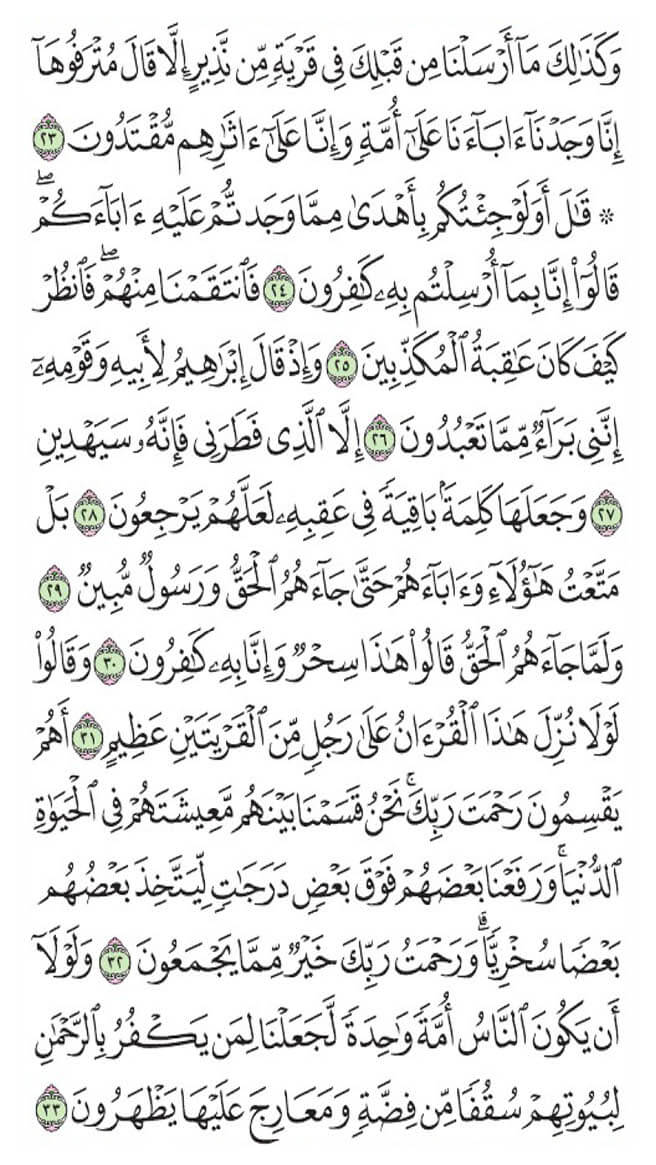 وَكَذَٰلِكَ مَآ أَرْسَلْنَا مِن قَبْلِكَ فِى قَرْيَةٍ مِّن نَّذِيرٍ إِلَّا قَالَ مُتْرَفُوهَآ
إِنَّا وَجَدْنَآ ءَابَآءَنَا عَلَىٰٓ أُمَّةٍ وَإِنَّا عَلَىٰٓ ءَاثَٰرِهِم مُّقْتَدُونَ ٢٣
۞ قَٰلَ أَوَلَوْ جِئْتُكُم بِأَهْدَىٰ مِمَّا وَجَدتُّمْ عَلَيْهِ ءَابَآءَكُمْۖ
قَالُوٓا۟ إِنَّا بِمَآ أُرْسِلْتُم بِهِۦ كَٰفِرُونَ ٢٤ فَٱنتَقَمْنَا مِنْهُمْۖ فَٱنظُرْ
كَيْفَ كَانَ عَٰقِبَةُ ٱلْمُكَذِّبِينَ ٢٥ وَإِذْ قَالَ إِبْرَٰهِيمُ لِأَبِيهِ وَقَوْمِهِۦٓ
إِنَّنِى بَرَآءٌ مِّمَّا تَعْبُدُونَ ٢٦ إِلَّا ٱلَّذِى فَطَرَنِى فَإِنَّهُۥ سَيَهْدِينِ
٢٧ وَجَعَلَهَا كَلِمَةًۢ بَاقِيَةً فِى عَقِبِهِۦ لَعَلَّهُمْ يَرْجِعُونَ ٢٨ بَلْ
مَتَّعْتُ هَٰٓؤُلَآءِ وَءَابَآءَهُمْ حَتَّىٰ جَآءَهُمُ ٱلْحَقُّ وَرَسُولٌ مُّبِينٌ ٢٩
وَلَمَّا جَآءَهُمُ ٱلْحَقُّ قَالُوا۟ هَٰذَا سِحْرٌ وَإِنَّا بِهِۦ كَٰفِرُونَ ٣٠ وَقَالُوا۟
لَوْلَا نُزِّلَ هَٰذَا ٱلْقُرْءَانُ عَلَىٰ رَجُلٍ مِّنَ ٱلْقَرْيَتَيْنِ عَظِيمٍ ٣١ أَهُمْ
يَقْسِمُونَ رَحْمَتَ رَبِّكَۚ نَحْنُ قَسَمْنَا بَيْنَهُم مَّعِيشَتَهُمْ فِى ٱلْحَيَوٰةِ
ٱلدُّنْيَاۚ وَرَفَعْنَا بَعْضَهُمْ فَوْقَ بَعْضٍ دَرَجَٰتٍ لِّيَتَّخِذَ بَعْضُهُم
بَعْضًا سُخْرِيًّاۗ وَرَحْمَتُ رَبِّكَ خَيْرٌ مِّمَّا يَجْمَعُونَ ٣٢ وَلَوْلَآ
أَن يَكُونَ ٱلنَّاسُ أُمَّةً وَٰحِدَةً لَّجَعَلْنَا لِمَن يَكْفُرُ بِٱلرَّحْمَٰنِ
لِبُيُوتِهِمْ سُقُفًا مِّن فِضَّةٍ وَمَعَارِجَ عَلَيْهَا يَظْهَرُونَ ٣٣